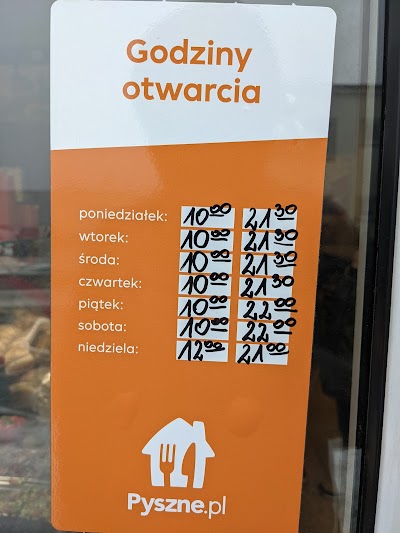 Godziny
otwarcia
poniedziałek: 10⁰⁰ 21³⁰
wtorek: 10⁰⁰ 21³⁰
środa: 10⁰⁰ 21³⁰
czwartek: 10⁰⁰ 21³⁰
piątek: 10⁰⁰ 22⁰⁰
sobota: 10⁰⁰ 22⁰⁰
niedziela: 12⁰⁰ 21⁰⁰
Pyszne.pl